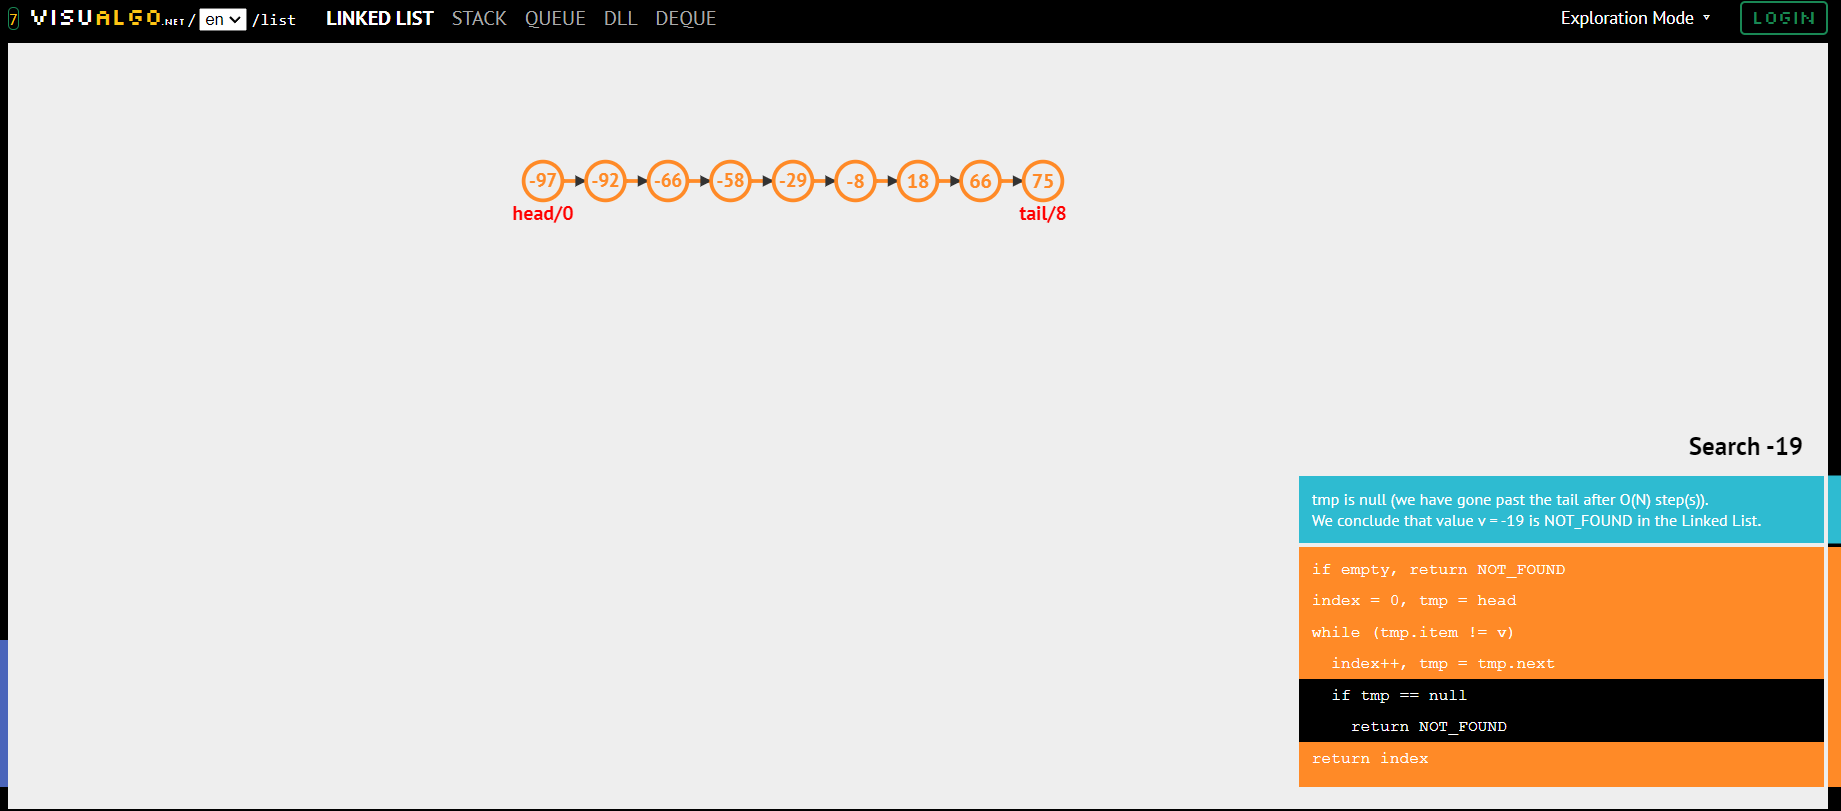 7 VISUALGO.NET/ en /list LINKED LIST STACK QUEUE DLL DEQUE Exploration Mode ▾ LOGIN
-97 -92 -66 -58 -29 -8 18 66 75
head/0 tail/8
Search -19
tmp is null (we have gone past the tail after O(N) step(s)).
We conclude that value v = -19 is NOT_FOUND in the Linked List.
if empty, return NOT_FOUND
index = 0, tmp = head
while (tmp.item != v)
index++, tmp = tmp.next
if tmp == null
return NOT_FOUND
return index